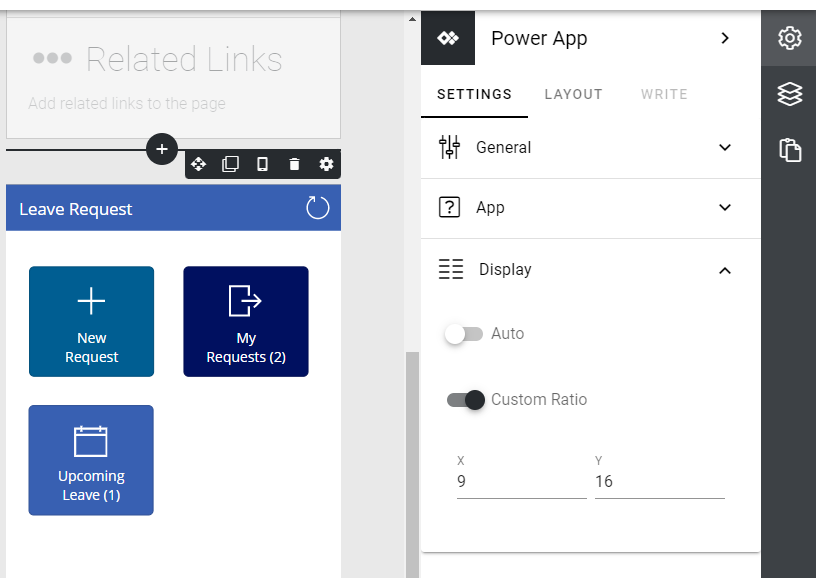 Related Links
Add related links to the page
Leave Request
New
Request
My
Requests (2)
Upcoming
Leave (1)
Power App
SETTINGS LAYOUT WRITE
General
App
Display
Auto
Custom Ratio
X Y
9 16